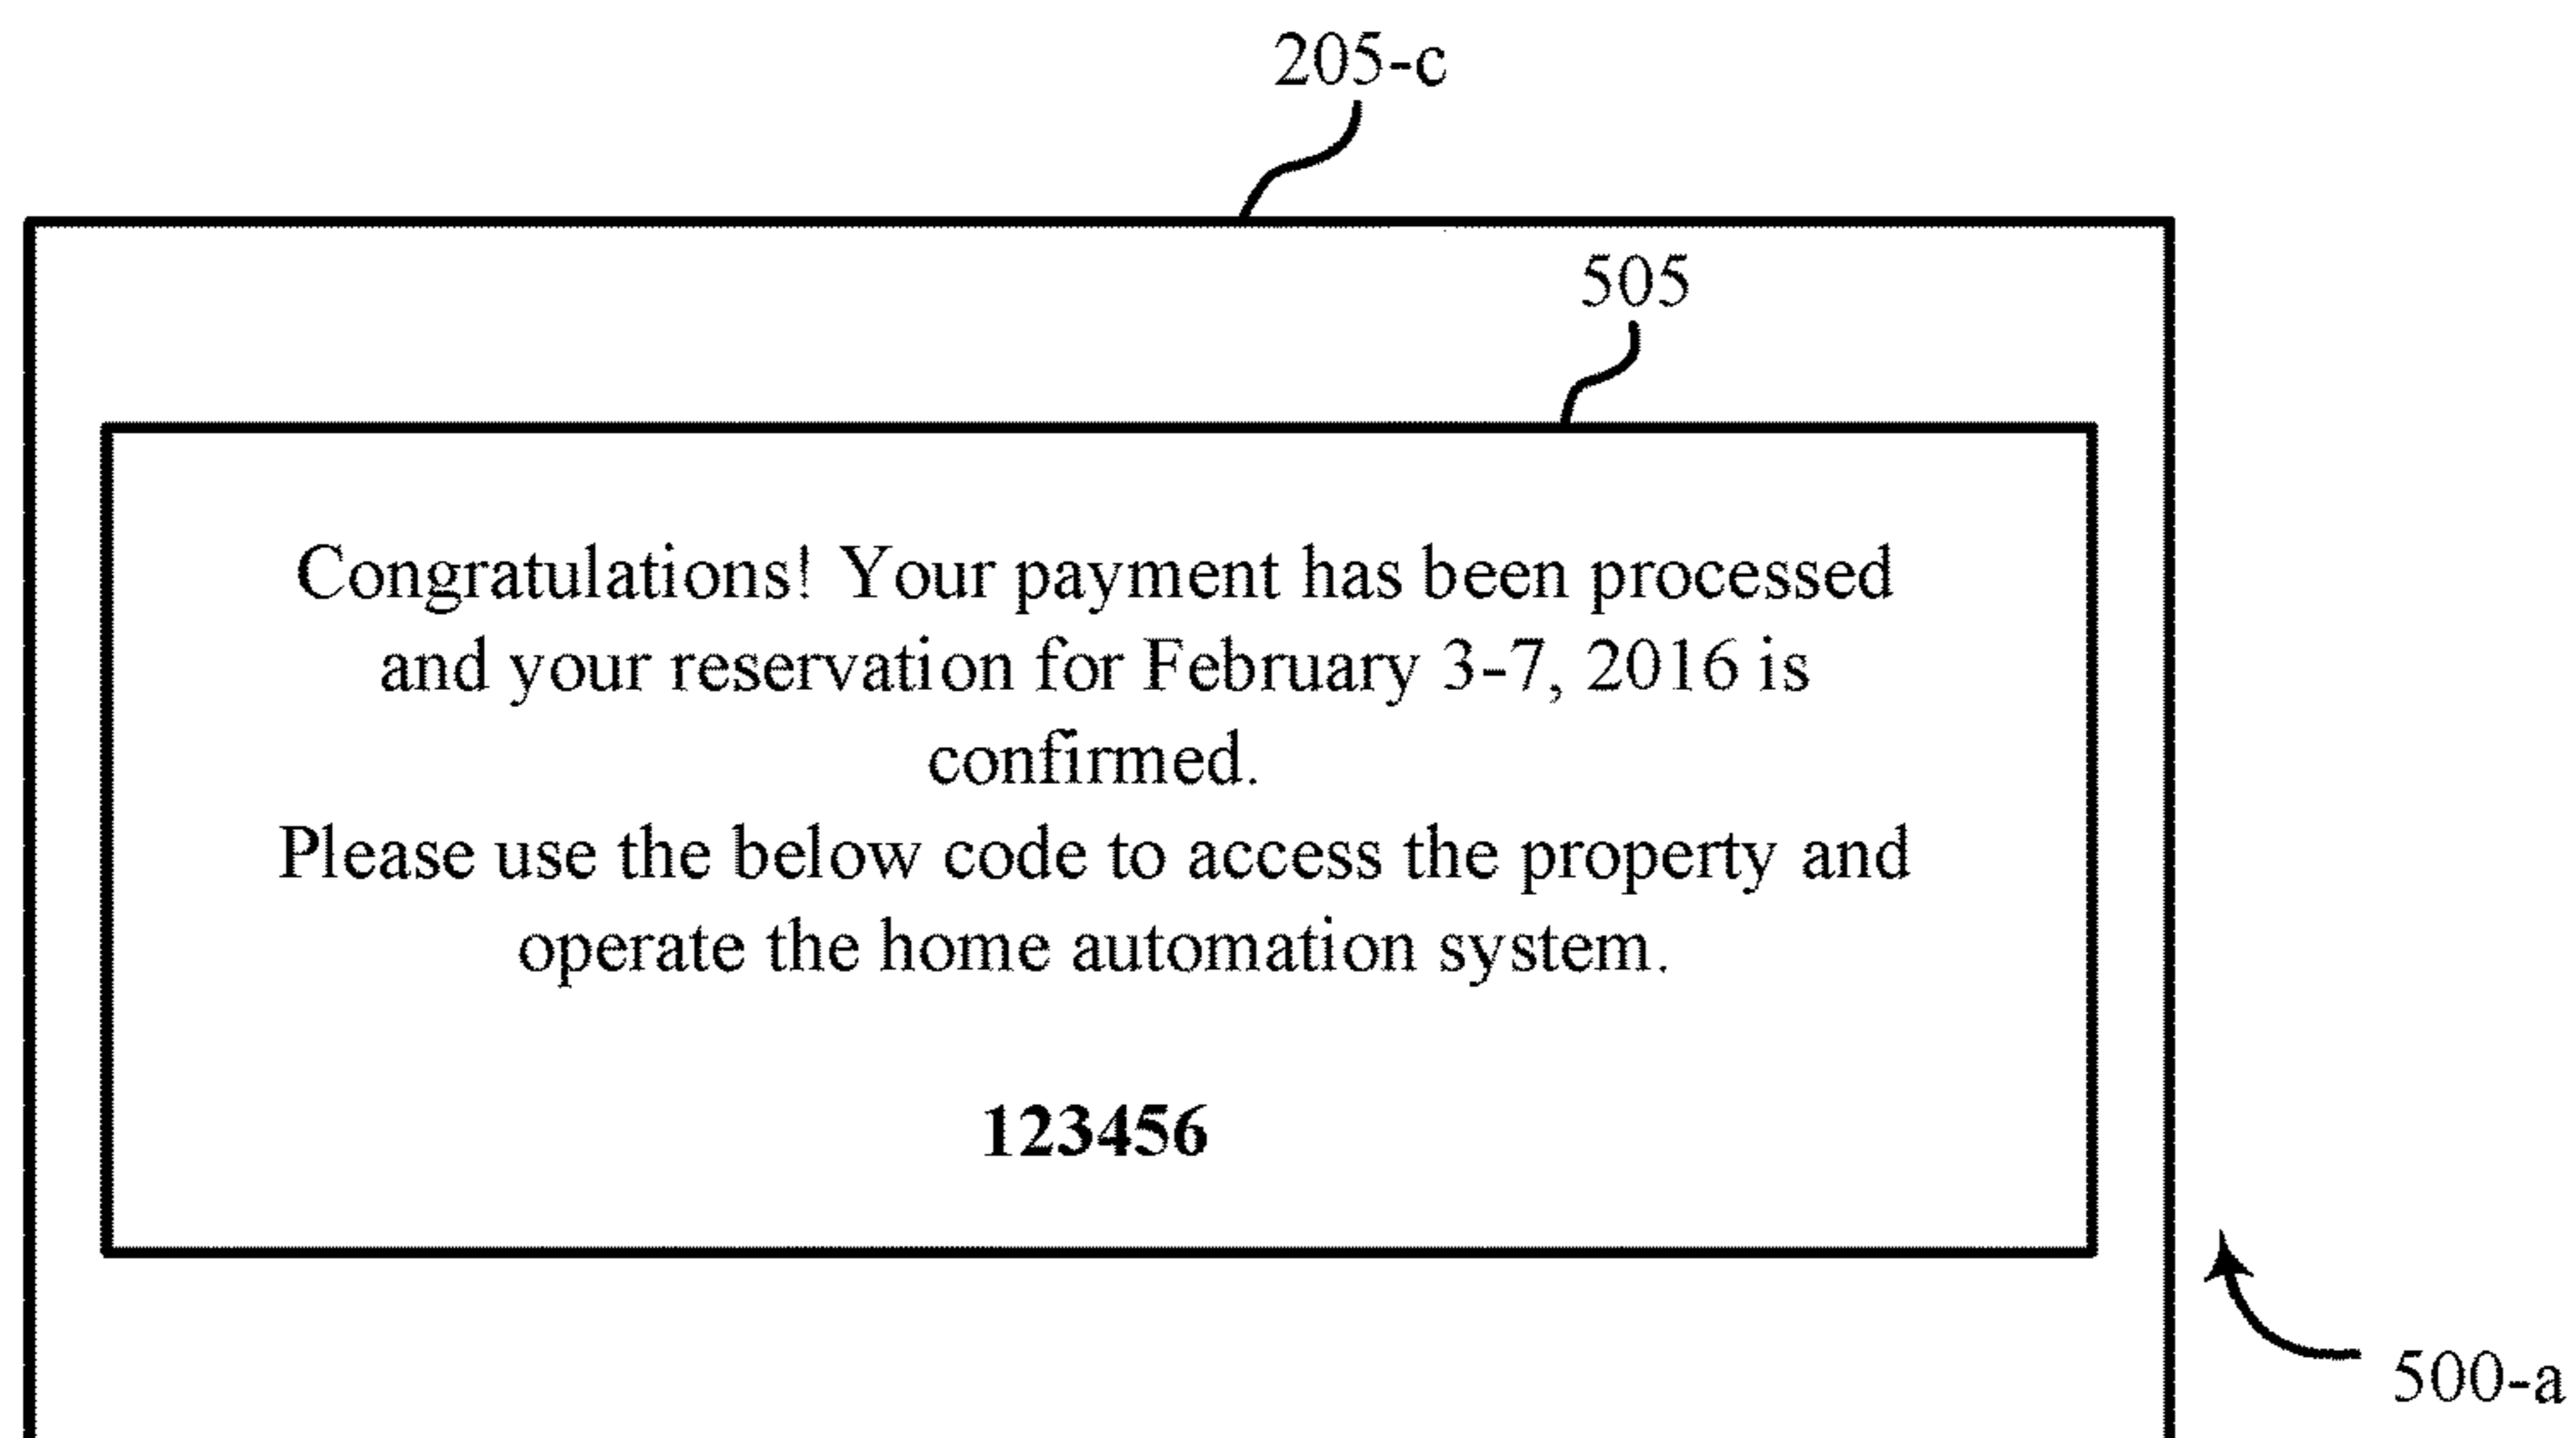 205-c
505
Congratulations! Your payment has been processed
and your reservation for February 3-7, 2016 is
confirmed.
Please use the below code to access the property and
operate the home automation system.
123456
500-a